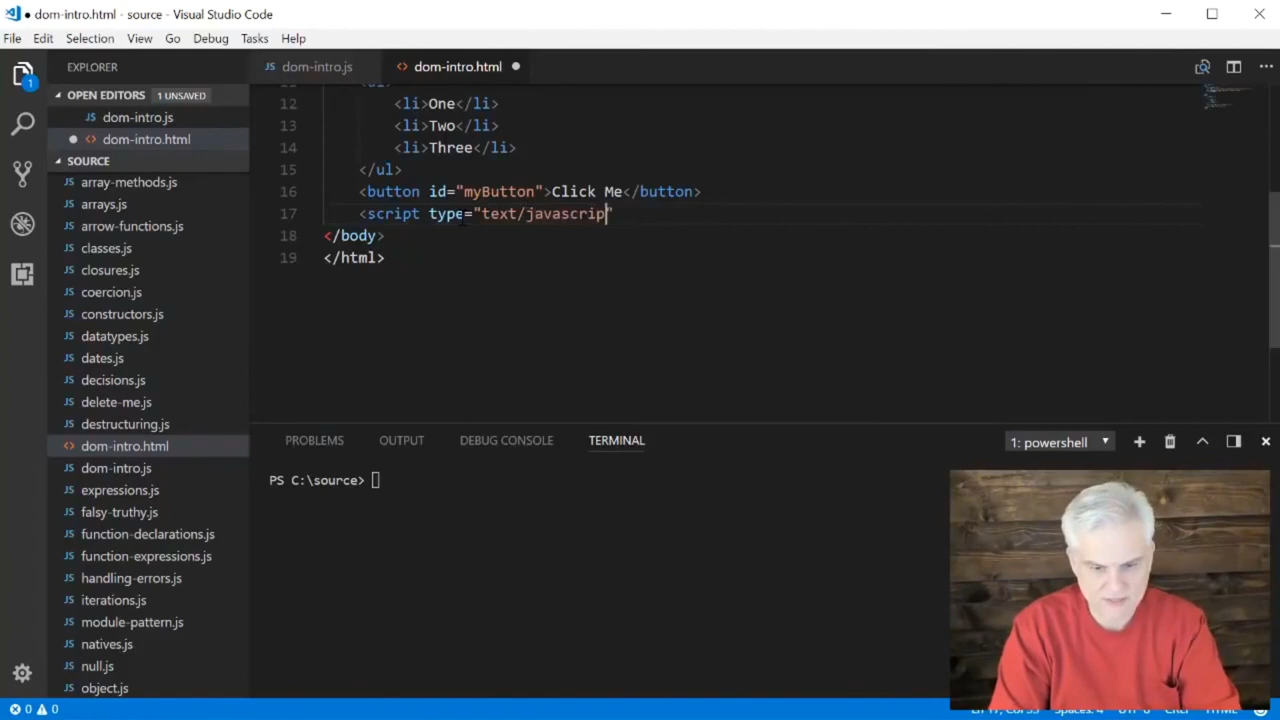 dom-intro.html - source - Visual Studio Code
File Edit Selection View Go Debug Tasks Help
EXPLORER
OPEN EDITORS 1 UNSAVED
JS dom-intro.js
<> dom-intro.html
SOURCE
JS array-methods.js
JS arrays.js
JS arrow-functions.js
JS classes.js
JS closures.js
JS coercion.js
JS constructors.js
JS datatypes.js
JS dates.js
JS decisions.js
JS delete-me.js
JS destructuring.js
<> dom-intro.html
JS dom-intro.js
JS expressions.js
JS falsy-truthy.js
JS function-declarations.js
JS function-expressions.js
JS handling-errors.js
JS iterations.js
JS module-pattern.js
JS natives.js
JS null.js
JS object.js
1
JS dom-intro.js <> dom-intro.html
12 <li>One</li>
13 <li>Two</li>
14 <li>Three</li>
15 </ul>
16 <button id="myButton">Click Me</button>
17 <script type="text/javascrip"
18 </body>
19 </html>
PROBLEMS OUTPUT DEBUG CONSOLE TERMINAL 1: powershell
PS C:\source>
0 0